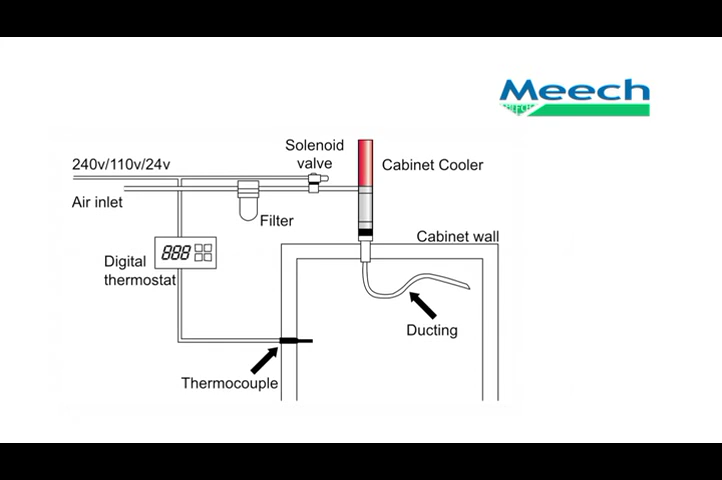 Meech
Solenoid
valve
240v/110v/24v
Cabinet Cooler
Air inlet
Filter
Cabinet wall
888
Digital
thermostat
Ducting
Thermocouple